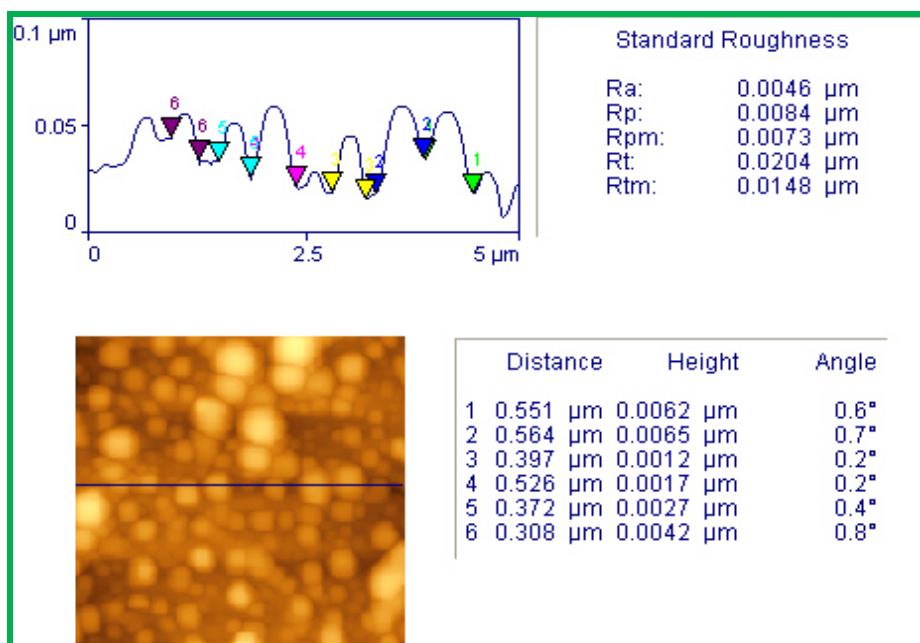 0.1 µm
0.05
0
0
2.5
5 µm
6
6
5
4
3
3
2
2
1
Standard Roughness
Ra: 0.0046 µm
Rp: 0.0084 µm
Rpm: 0.0073 µm
Rt: 0.0204 µm
Rtm: 0.0148 µm
Distance Height Angle
1 0.551 µm 0.0062 µm 0.6°
2 0.564 µm 0.0065 µm 0.7°
3 0.397 µm 0.0012 µm 0.2°
4 0.526 µm 0.0017 µm 0.2°
5 0.372 µm 0.0027 µm 0.4°
6 0.308 µm 0.0042 µm 0.8°